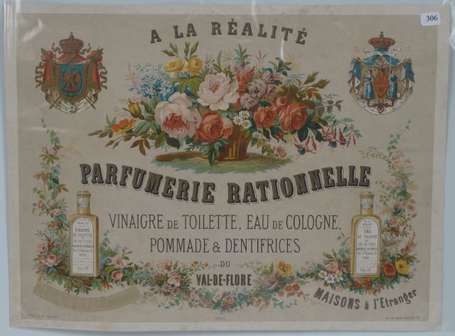 306
A LA RÉALITÉ
PARFUMERIE RATIONNELLE
VINAIGRE DE TOILETTE, EAU DE COLOGNE,
POMMADE & DENTIFRICES
DU
VAL-DE-FLORE
MAISONS à l'Etranger